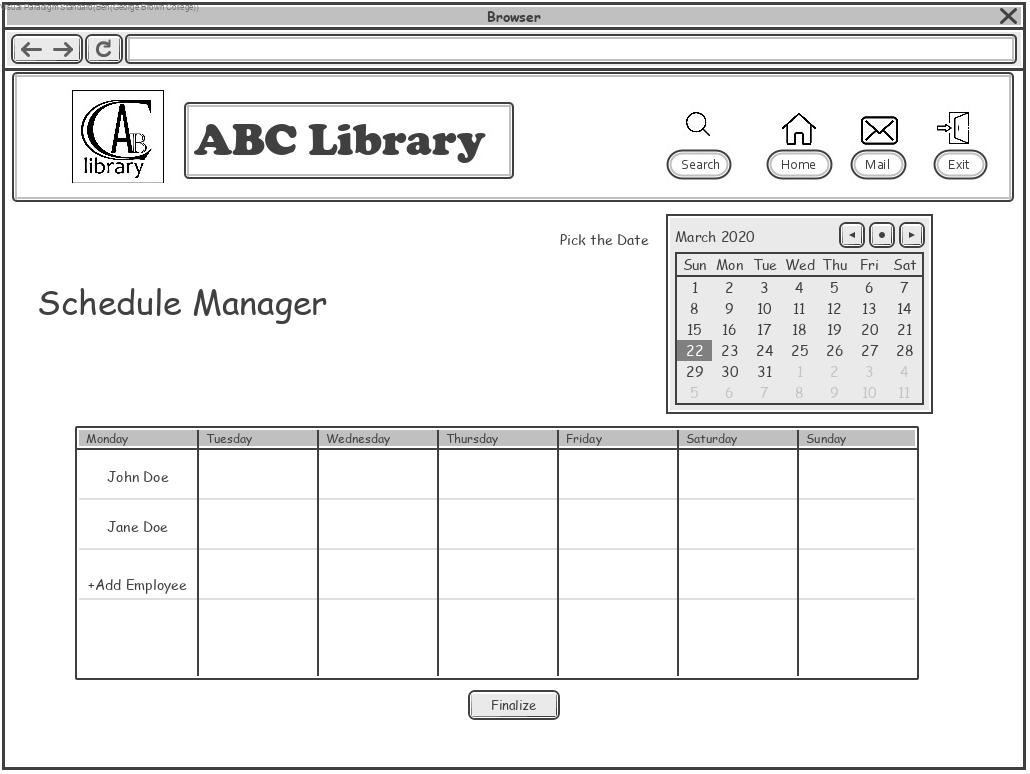 Visual Paradigm Standard(Ben(George Brown College))
Browser
CAB
library
ABC Library
Search
Home
Mail
Exit
Pick the Date
March 2020
Sun Mon Tue Wed Thu Fri Sat
1 2 3 4 5 6 7
8 9 10 11 12 13 14
15 16 17 18 19 20 21
22 23 24 25 26 27 28
29 30 31 1 2 3 4
5 6 7 8 9 10 11
Schedule Manager
Monday Tuesday Wednesday Thursday Friday Saturday Sunday
John Doe
Jane Doe
+Add Employee
Finalize